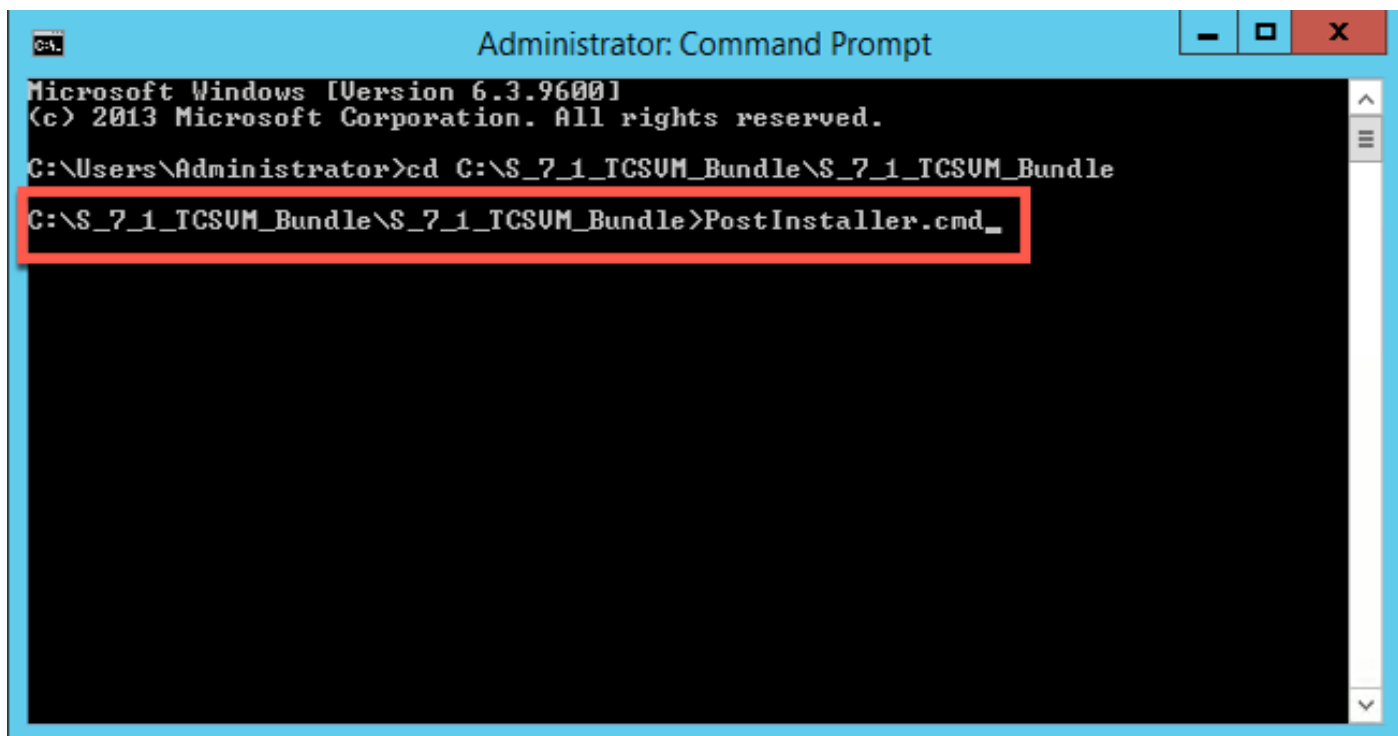 C:\.
Administrator: Command Prompt
Microsoft Windows [Version 6.3.9600]
(c) 2013 Microsoft Corporation. All rights reserved.
C:\Users\Administrator>cd C:\S_7_1_TCSVM_Bundle\S_7_1_TCSVM_Bundle
C:\S_7_1_TCSVM_Bundle\S_7_1_TCSVM_Bundle>PostInstaller.cmd_